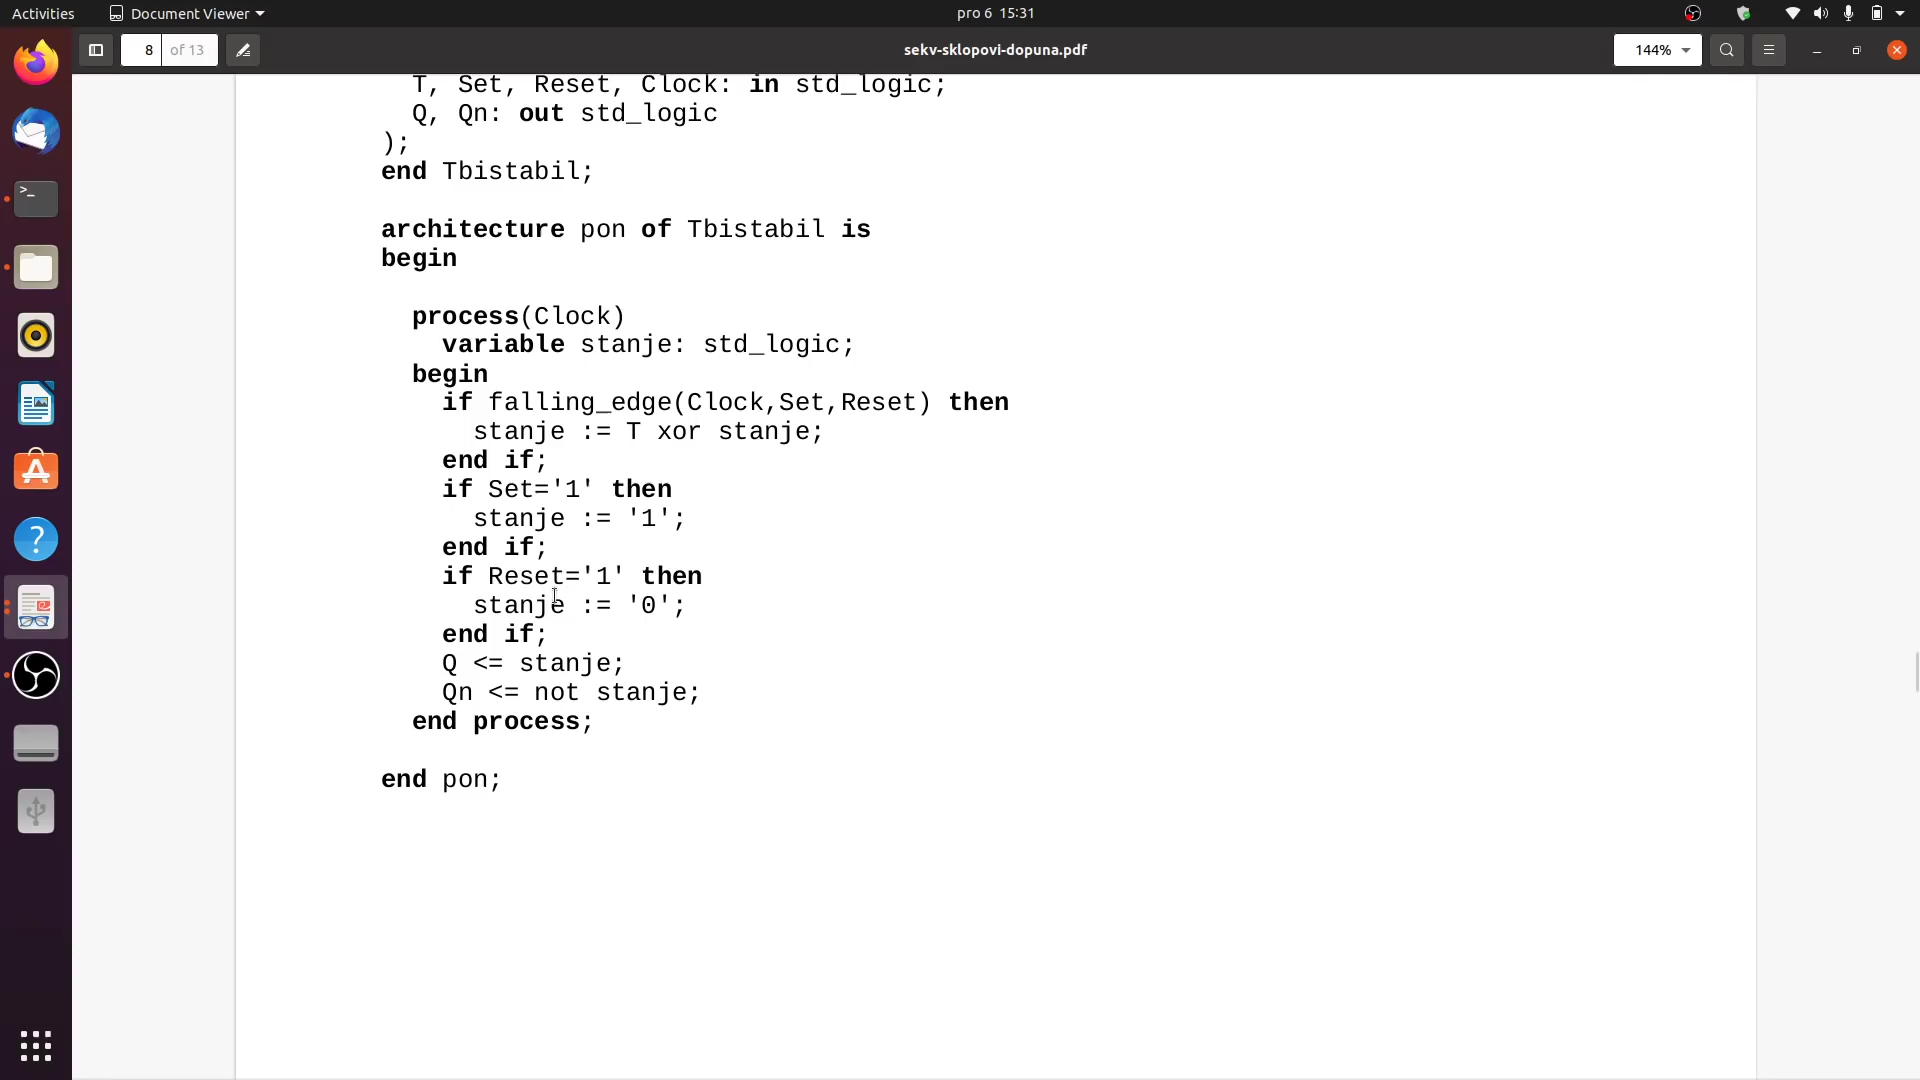 Activities
Document Viewer
pro 6 15:31
8 of 13
sekv-sklopovi-dopuna.pdf
144%
T, Set, Reset, Clock: in std_logic;
Q, Qn: out std_logic
);
end Tbistabil;
architecture pon of Tbistabil is
begin
process(Clock)
variable stanje: std_logic;
begin
if falling_edge(Clock,Set,Reset) then
stanje := T xor stanje;
end if;
if Set='1' then
stanje := '1';
end if;
if Reset='1' then
stanje := '0';
end if;
Q <= stanje;
Qn <= not stanje;
end process;
end pon;